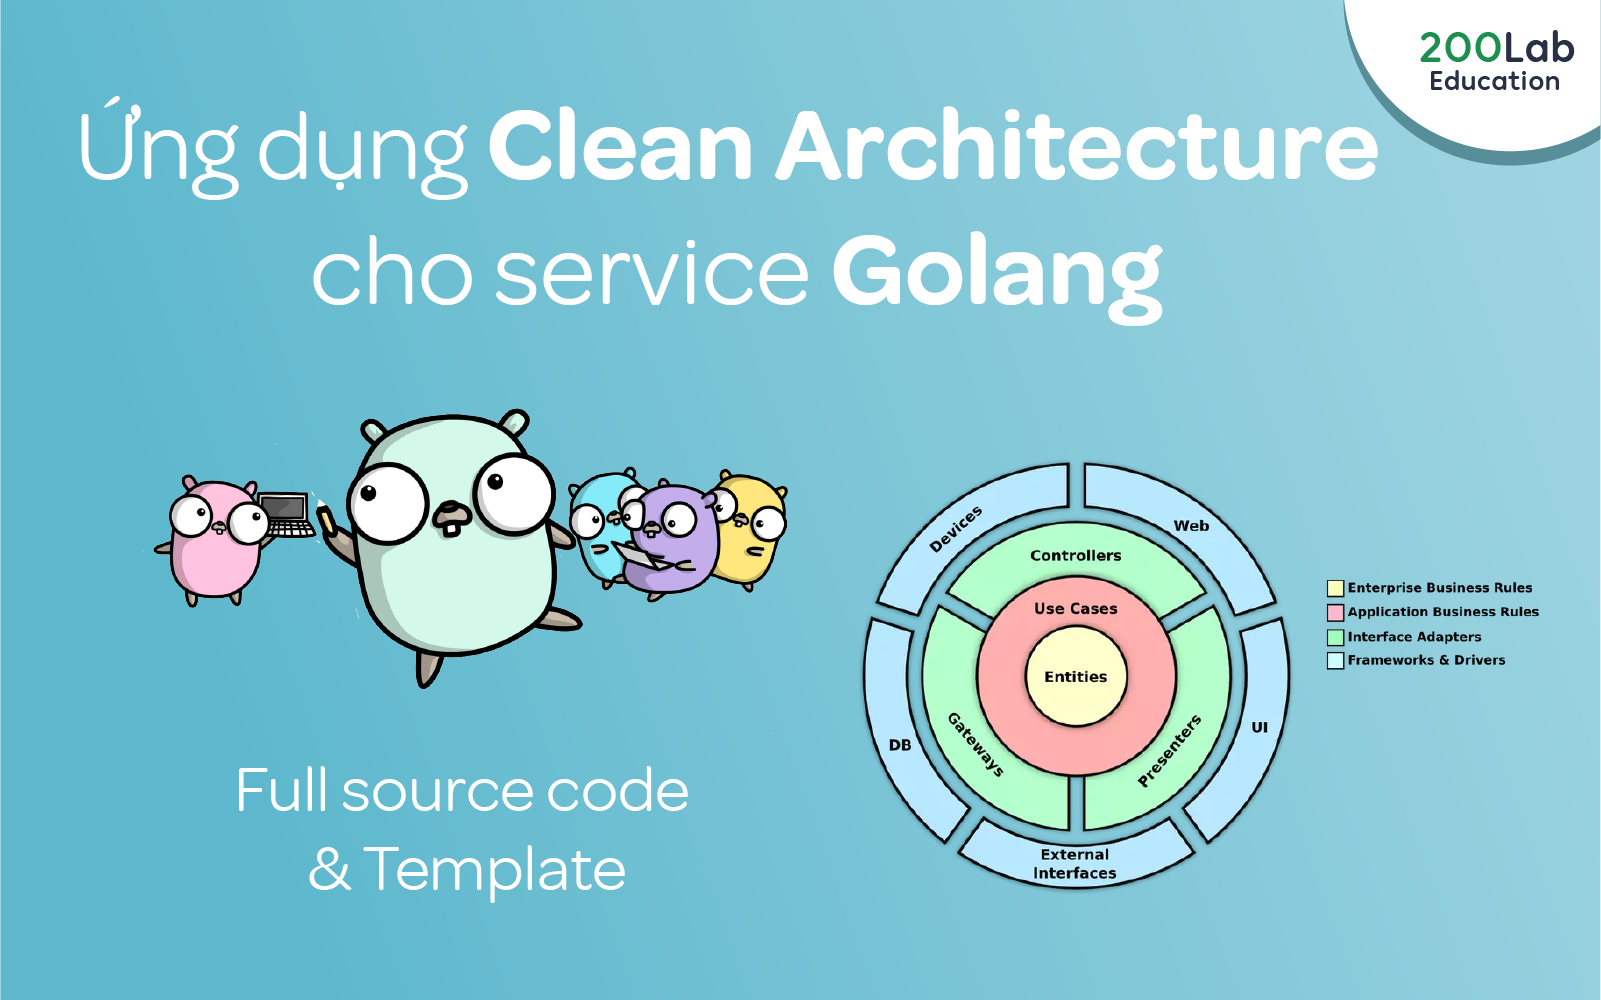 200Lab
Education
Ứng dụng Clean Architecture
cho service Golang
Full source code
& Template
Devices
Web
Controllers
Use Cases
Entities
Gateways
Presenters
DB
UI
External
Interfaces
Enterprise Business Rules
Application Business Rules
Interface Adapters
Frameworks & Drivers